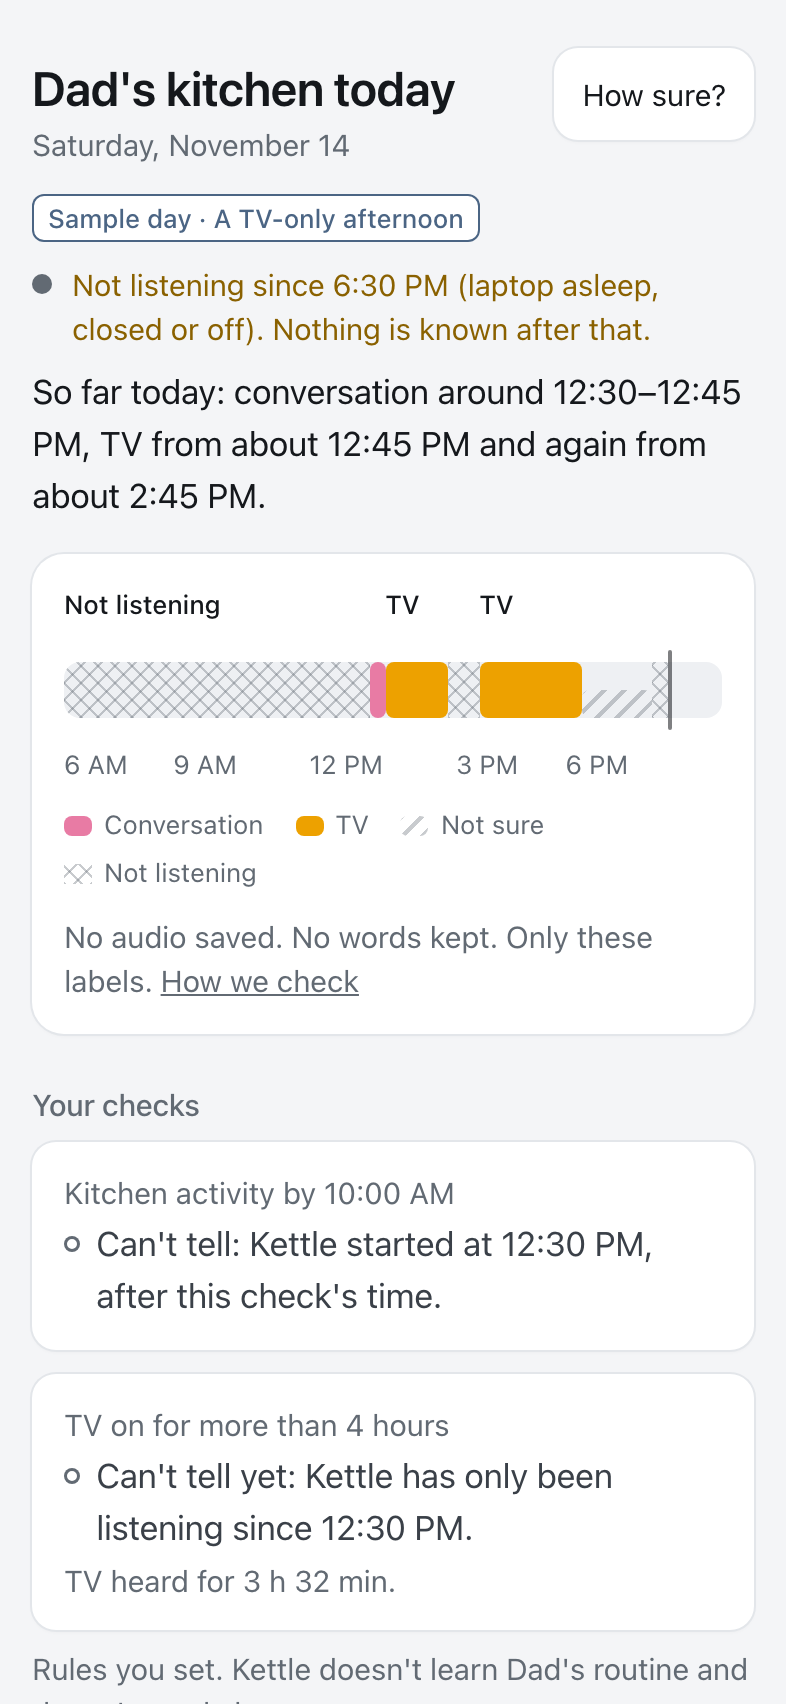 Dad's kitchen today
How sure?
Saturday, November 14
Sample day · A TV-only afternoon
Not listening since 6:30 PM (laptop asleep,
closed or off). Nothing is known after that.
So far today: conversation around 12:30–12:45
PM, TV from about 12:45 PM and again from
about 2:45 PM.
Not listening TV TV
6 AM 9 AM 12 PM 3 PM 6 PM
Conversation TV Not sure
Not listening
No audio saved. No words kept. Only these
labels. How we check
Your checks
Kitchen activity by 10:00 AM
Can't tell: Kettle started at 12:30 PM,
after this check's time.
TV on for more than 4 hours
Can't tell yet: Kettle has only been
listening since 12:30 PM.
TV heard for 3 h 32 min.
Rules you set. Kettle doesn't learn Dad's routine and